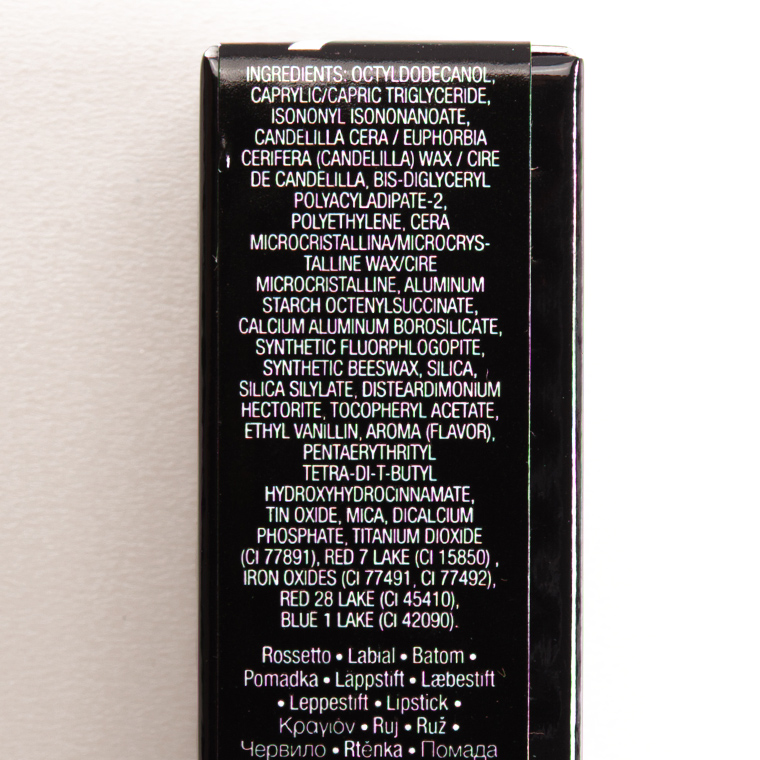 INGREDIENTS: OCTYLDODECANOL,
CAPRYLIC/CAPRIC TRIGLYCERIDE,
ISONONYL ISONONANOATE,
CANDELILLA CERA / EUPHORBIA
CERIFERA (CANDELILLA) WAX / CIRE
DE CANDELILLA, BIS-DIGLYCERYL
POLYACYLADIPATE-2,
POLYETHYLENE, CERA
MICROCRISTALLINA/MICROCRYS-
TALLINE WAX/CIRE
MICROCRISTALLINE, ALUMINUM
STARCH OCTENYLSUCCINATE,
CALCIUM ALUMINUM BOROSILICATE,
SYNTHETIC FLUORPHLOGOPITE,
SYNTHETIC BEESWAX, SILICA,
SILICA SILYLATE, DISTEARDIMONIUM
HECTORITE, TOCOPHERYL ACETATE,
ETHYL VANILLIN, AROMA (FLAVOR),
PENTAERYTHRITYL
TETRA-DI-T-BUTYL
HYDROXYHYDROCINNAMATE,
TIN OXIDE, MICA, DICALCIUM
PHOSPHATE, TITANIUM DIOXIDE
(CI 77891), RED 7 LAKE (CI 15850) ,
IRON OXIDES (CI 77491, CI 77492),
RED 28 LAKE (CI 45410),
BLUE 1 LAKE (CI 42090).
Rossetto • Labial • Batom •
Pomadka • Läppstift • Læbestift
• Leppestift • Lipstick •
Κραγιόν • Ruj • Ruž •
Червило • Rtěnka • Помада